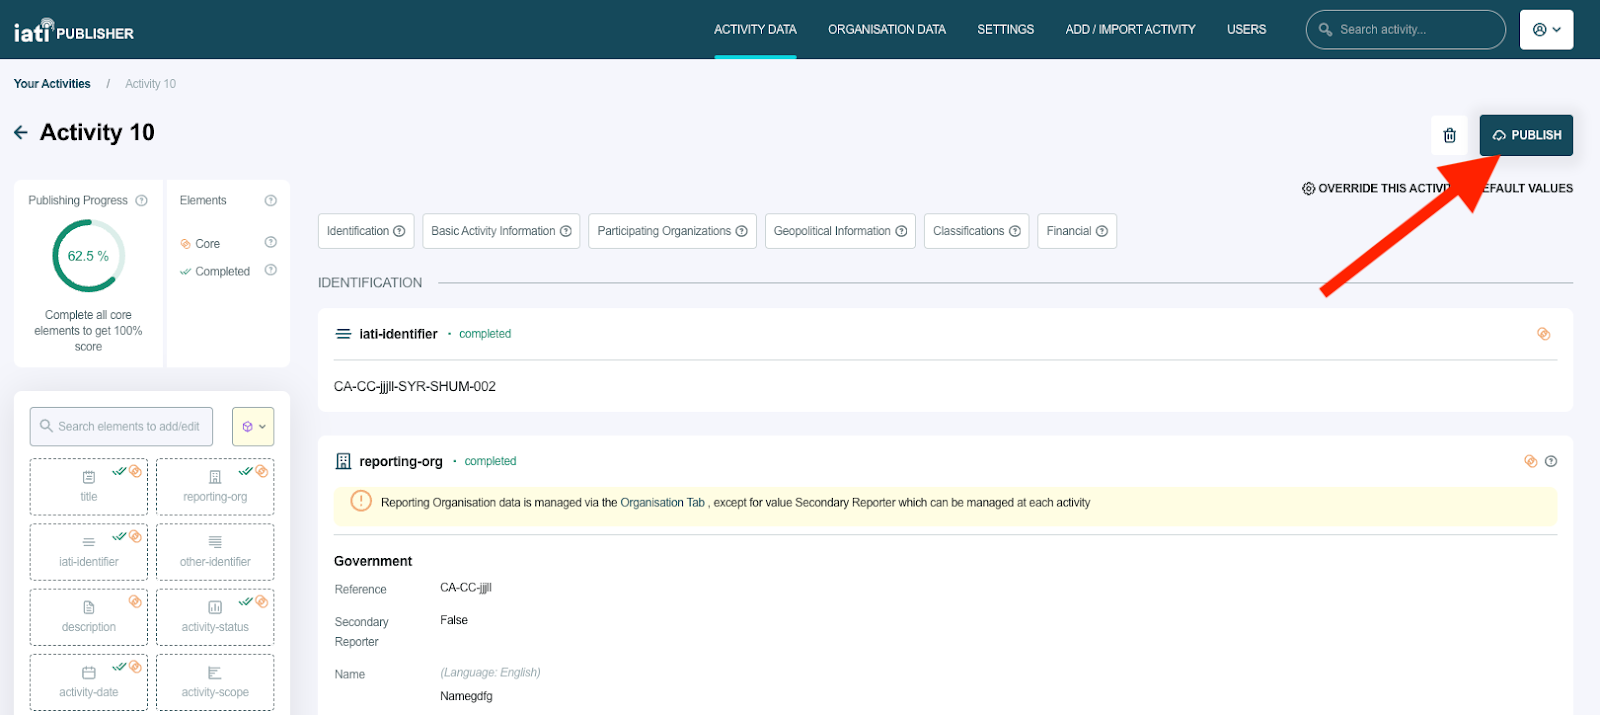 iati PUBLISHER
ACTIVITY DATA
ORGANISATION DATA
SETTINGS
ADD / IMPORT ACTIVITY
USERS
Search activity...
Your Activities / Activity 10
Activity 10
PUBLISH
OVERRIDE THIS ACTIVI EFAULT VALUES
Publishing Progress
62.5 %
Complete all core
elements to get 100%
score
Elements
Core
Completed
Identification
Basic Activity Information
Participating Organizations
Geopolitical Information
Classifications
Financial
IDENTIFICATION
iati-identifier · completed
CA-CC-jjjll-SYR-SHUM-002
reporting-org · completed
Reporting Organisation data is managed via the Organisation Tab , except for value Secondary Reporter which can be managed at each activity
Government
Reference CA-CC-jjjll
Secondary
Reporter
False
Name (Language: English)
Namegdfg
Search elements to add/edit
title
reporting-org
iati-identifier
other-identifier
description
activity-status
activity-date
activity-scope